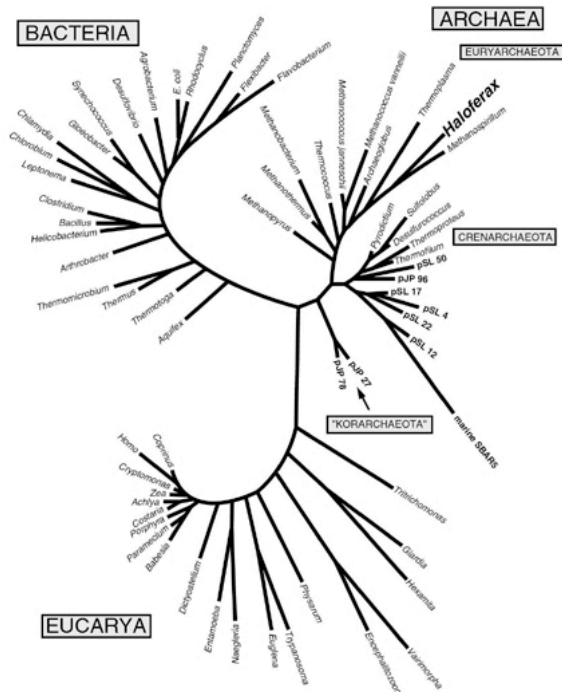 BACTERIA
ARCHAEA
EURYARCHAEOTA
Planctomyces
Rhodocyclus
E. coli
Agrobacterium
Desulfovibrio
Synechococcus
Gloeobacter
Chlamydia
Chlorobium
Leptonema
Clostridium
Bacillus
Helicobacterium
Arthrobacter
Thermomicrobium
Thermus
Thermotoga
Aquifex
Flexibacter
Flavobacterium
Methanobacterium
Methanothermus
Methanopyrus
Thermococcus
Methanococcus jannaschii
Methanococcus vannielii
Archaeoglobus
Thermoplasma
Haloferax
Methanospirillum
Pyrodictium
Sulfolobus
Desulfurococcus
Thermoproteus
Thermofilum
CRENARCHAEOTA
pSL 50
pJP 96
pSL 17
pSL 4
pSL 22
pSL 12
marine SBAR5
pJP 27
pJP 78
"KORARCHAEOTA"
Coprinus
Homo
Cryptomonas
Zea
Achlya
Costaria
Porphyra
Paramecium
Babesia
Dictyostelium
Entamoeba
Naegleria
Euglena
Trypanosoma
Physarum
Encephalitozoon
Vairimorpha
Hexamita
Giardia
Tritrichomonas
EUCARYA